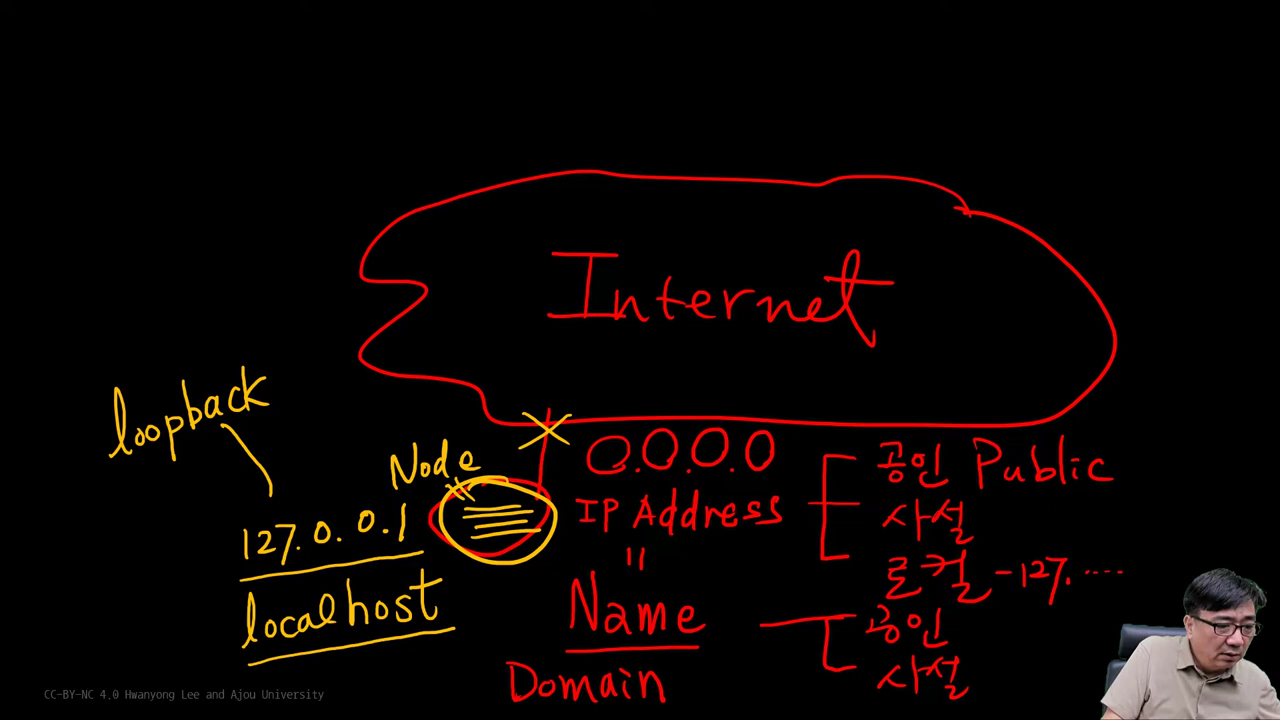 Internet
loopback
Node
127.0.0.1
localhost
0.0.0.0
IP Address
=
Name
Domain
공인 Public
사설
로컬 - 127. ....
공인
사설
CC-BY-NC 4.0 Hwanyong Lee and Ajou University